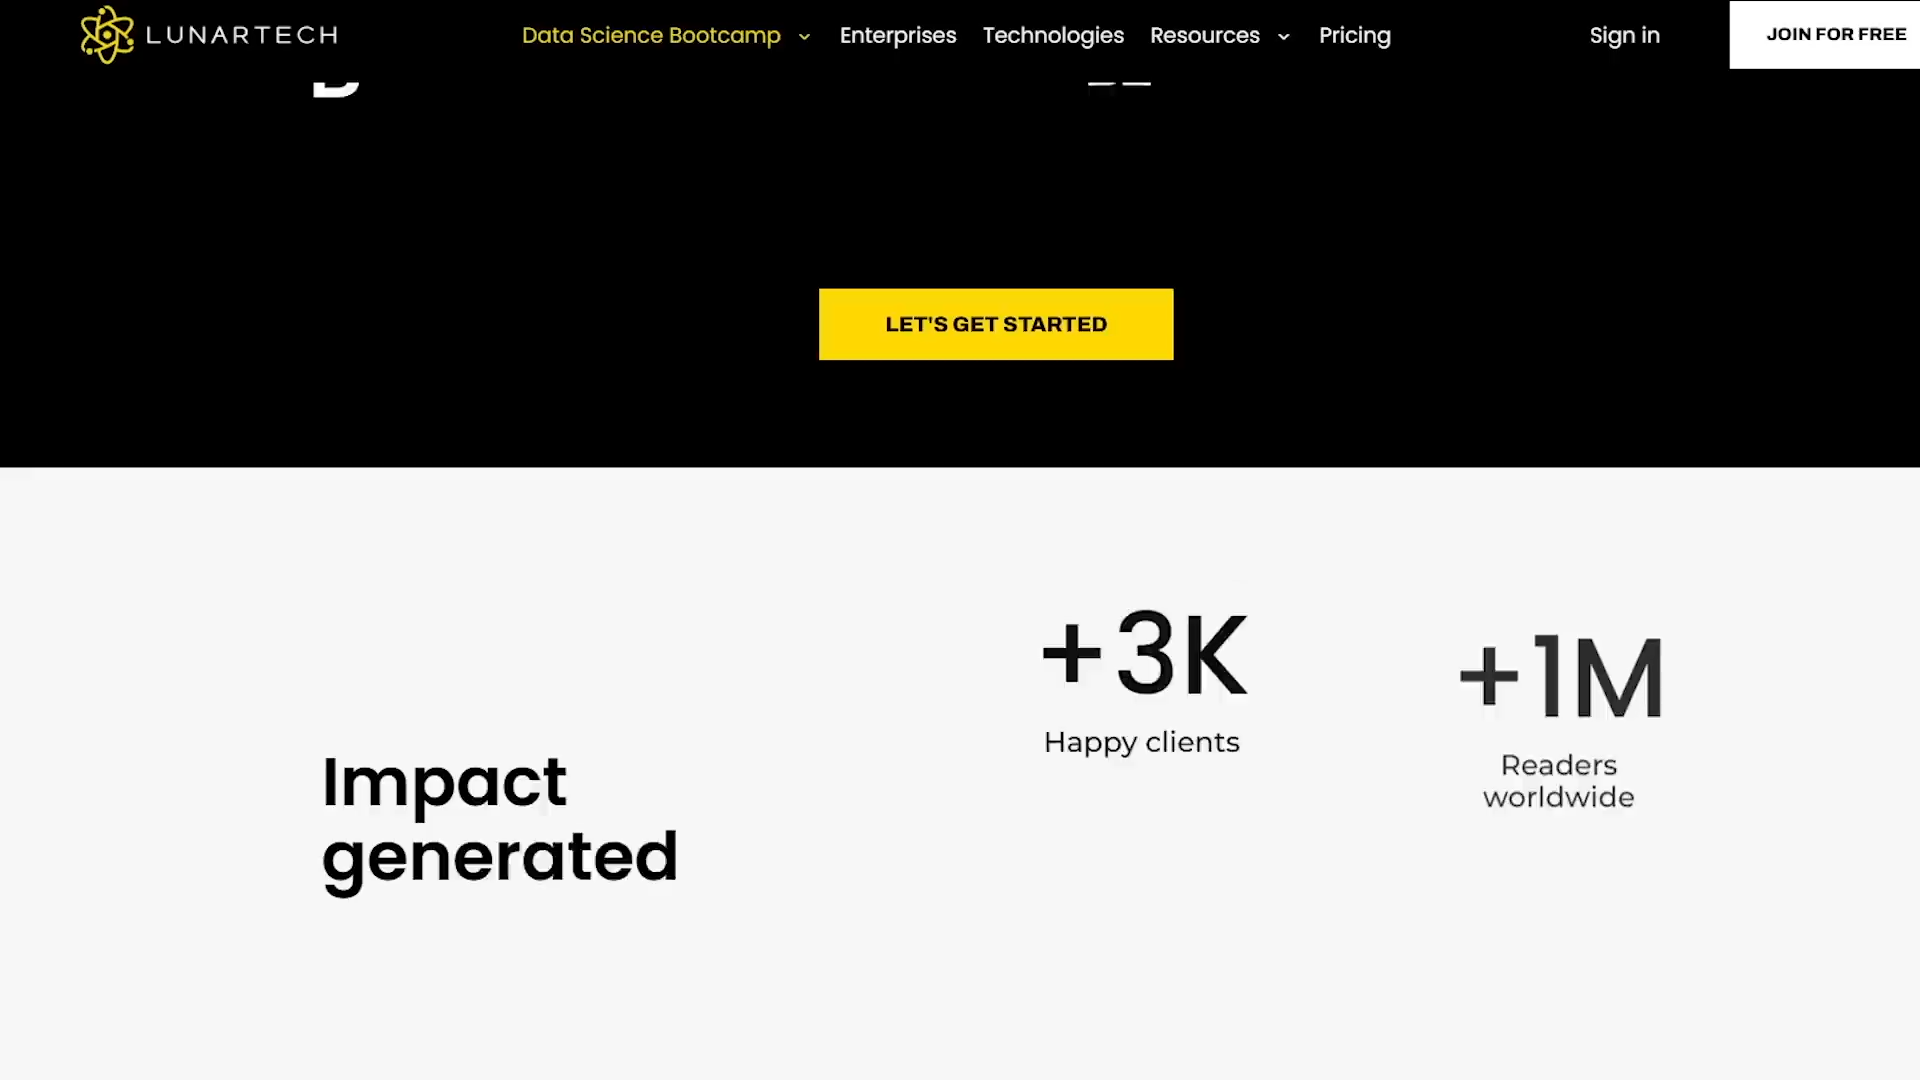 LUNARTECH
Data Science Bootcamp
Enterprises
Technologies
Resources
Pricing
Sign in
JOIN FOR FREE
LET'S GET STARTED
+3K
Happy clients
+1M
Readers
worldwide
Impact
generated